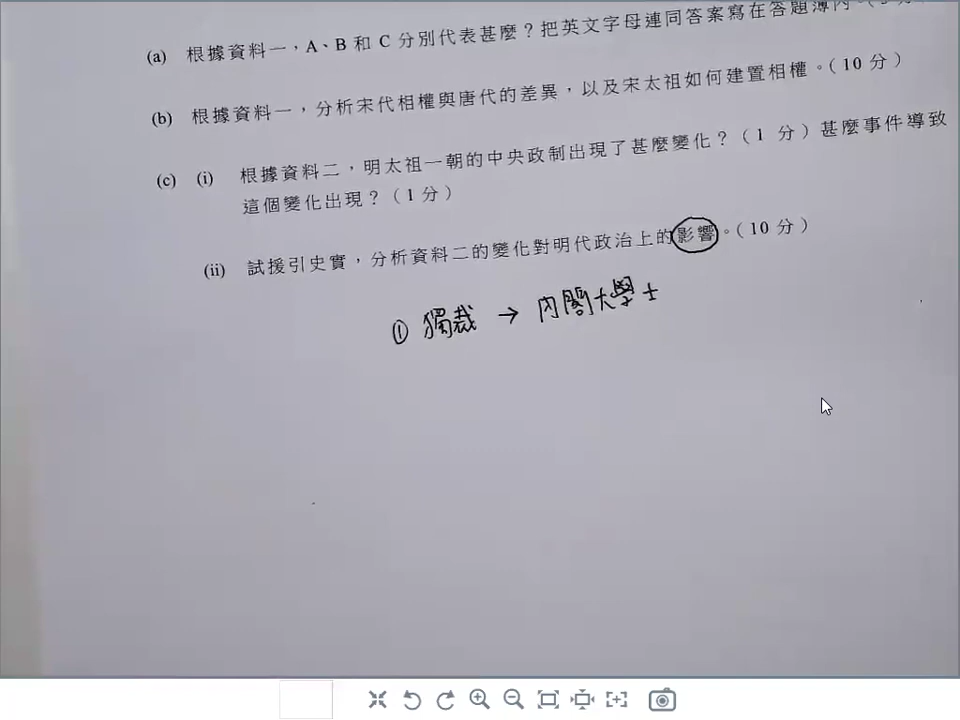 (a) 根據資料一，A、B 和 C 分別代表甚麼？把英文字母連同答案寫在答題簿內。(3
(b) 根據資料一，分析宋代相權與唐代的差異，以及宋太祖如何建置相權。(10 分)
(c) (i) 根據資料二，明太祖一朝的中央政制出現了甚麼變化？(1 分) 甚麼事件導致
這個變化出現？(1 分)
(ii) 試援引史實，分析資料二的變化對明代政治上的影響。(10 分)
① 獨裁 → 內閣大學士